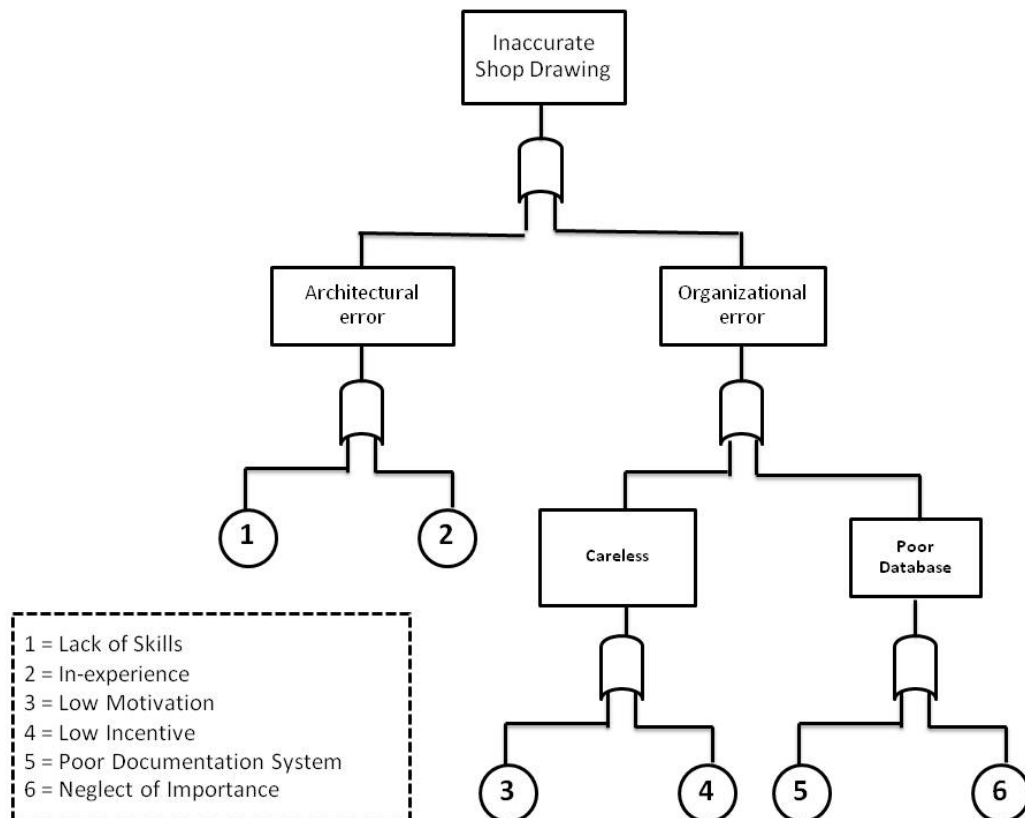 Inaccurate
Shop Drawing
Architectural
error
Organizational
error
1
2
Careless
Poor
Database
1 = Lack of Skills
2 = In-experience
3 = Low Motivation
4 = Low Incentive
5 = Poor Documentation System
6 = Neglect of Importance
3
4
5
6